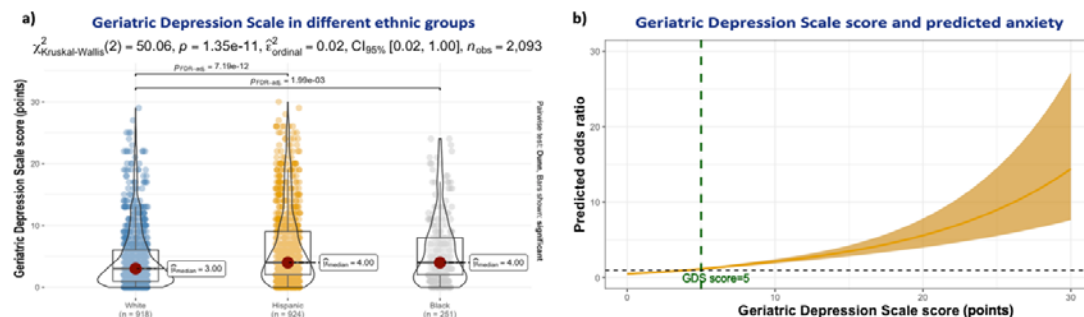 a)
Geriatric Depression Scale in different ethnic groups
χ²Kruskal-Wallis(2) = 50.06, p = 1.35e-11, ε̂²ordinal = 0.02, CI95% [0.02, 1.00], nobs = 2,093
pFDR-adj. = 7.19e-12
pFDR-adj. = 1.99e-03
Geriatric Depression Scale score (points)
30
20
10
0
μ̂median = 3.00
μ̂median = 4.00
μ̂median = 4.00
Pairwise test: Dunn, Bars shown: significant
White
(n = 918)
Hispanic
(n = 924)
Black
(n = 251)
b)
Geriatric Depression Scale score and predicted anxiety
Predicted odds ratio
30
20
10
0
GDS score=5
0
10
20
30
Geriatric Depression Scale score (points)